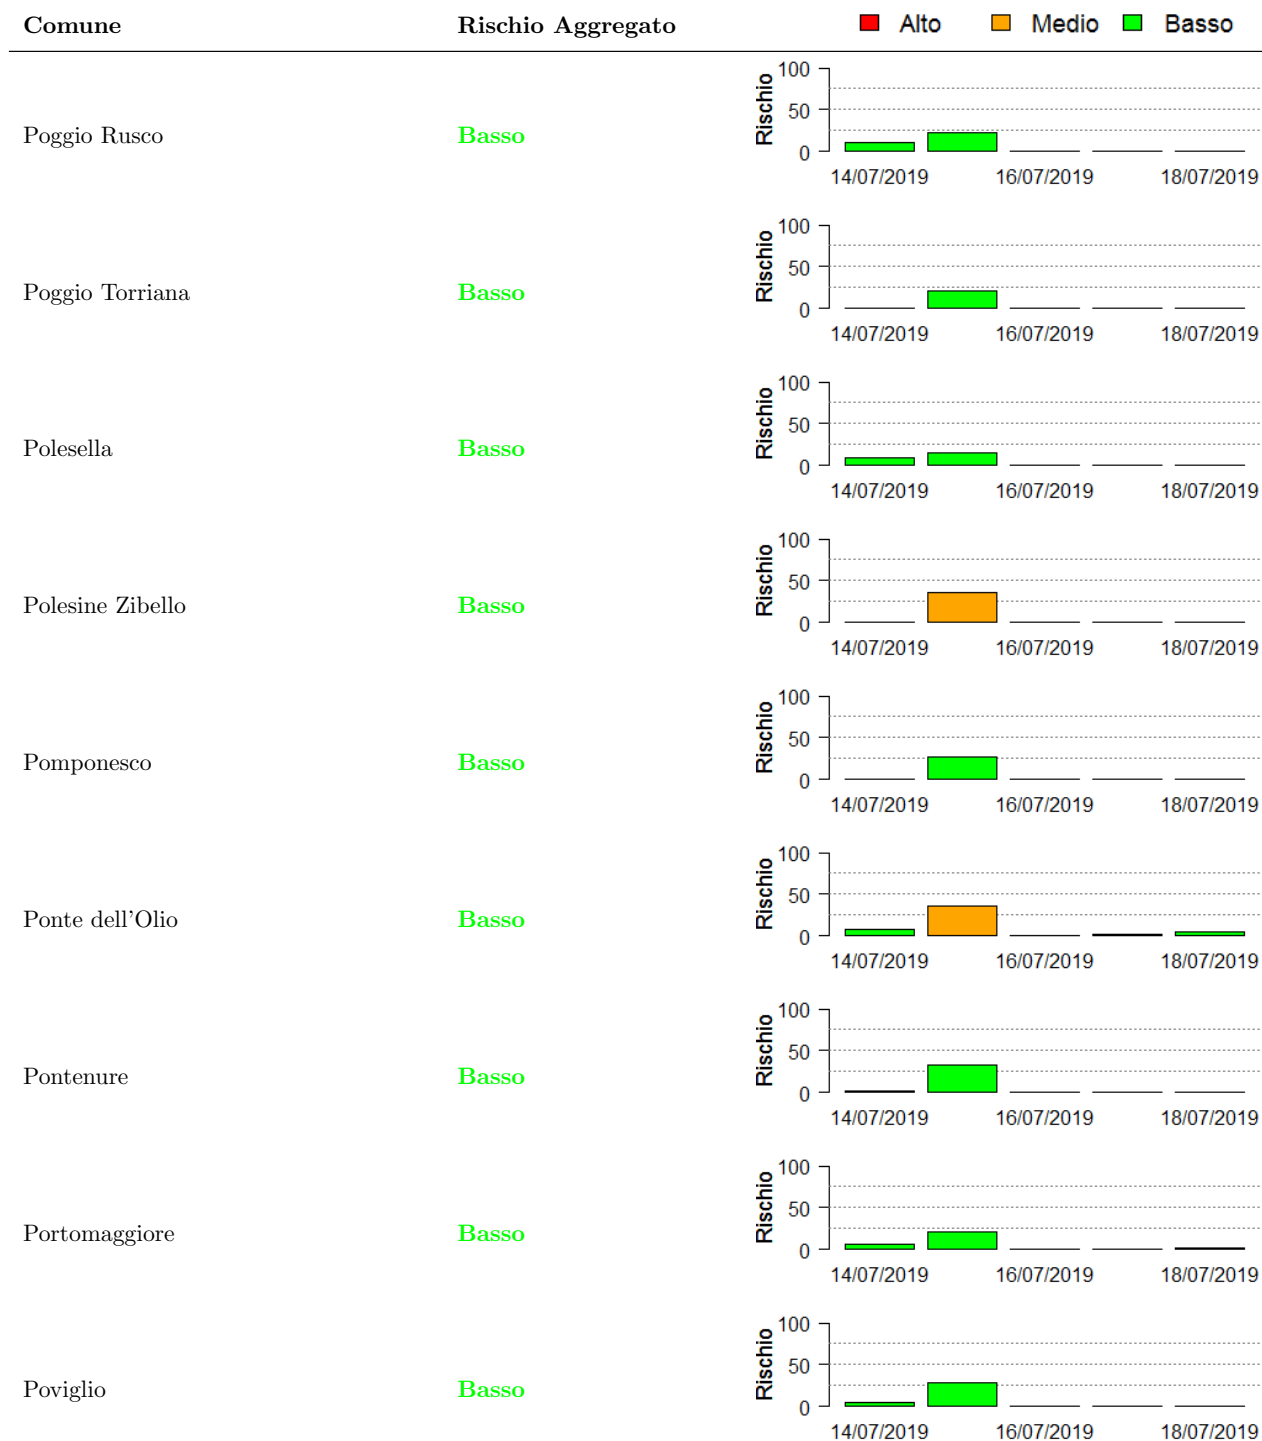 Comune Rischio Aggregato Alto Medio Basso
100
50
0
Rischio
Poggio Rusco Basso
14/07/2019 16/07/2019 18/07/2019
100
50
0
Rischio
Poggio Torriana Basso
14/07/2019 16/07/2019 18/07/2019
100
50
0
Rischio
Polesella Basso
14/07/2019 16/07/2019 18/07/2019
100
50
0
Rischio
Polesine Zibello Basso
14/07/2019 16/07/2019 18/07/2019
100
50
0
Rischio
Pomponesco Basso
14/07/2019 16/07/2019 18/07/2019
100
50
0
Rischio
Ponte dell'Olio Basso
14/07/2019 16/07/2019 18/07/2019
100
50
0
Rischio
Pontenure Basso
14/07/2019 16/07/2019 18/07/2019
100
50
0
Rischio
Portomaggiore Basso
14/07/2019 16/07/2019 18/07/2019
100
50
0
Rischio
Poviglio Basso
14/07/2019 16/07/2019 18/07/2019